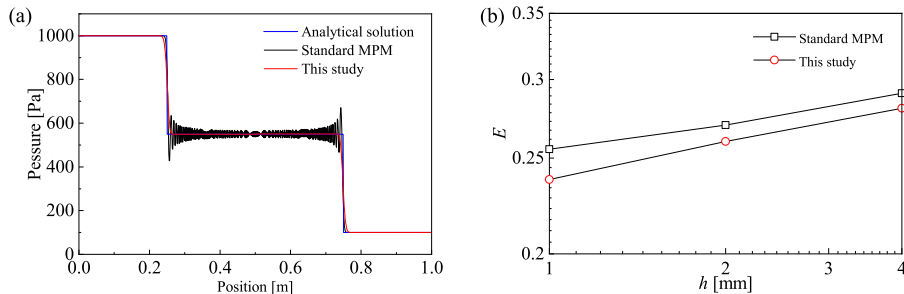 (a)
Analytical solution
Standard MPM
This study
Pessure [Pa]
1000
800
600
400
200
0
0.0 0.2 0.4 0.6 0.8 1.0
Position [m]
(b)
Standard MPM
This study
E
0.35
0.3
0.25
0.2
1 2 3 4
h [mm]